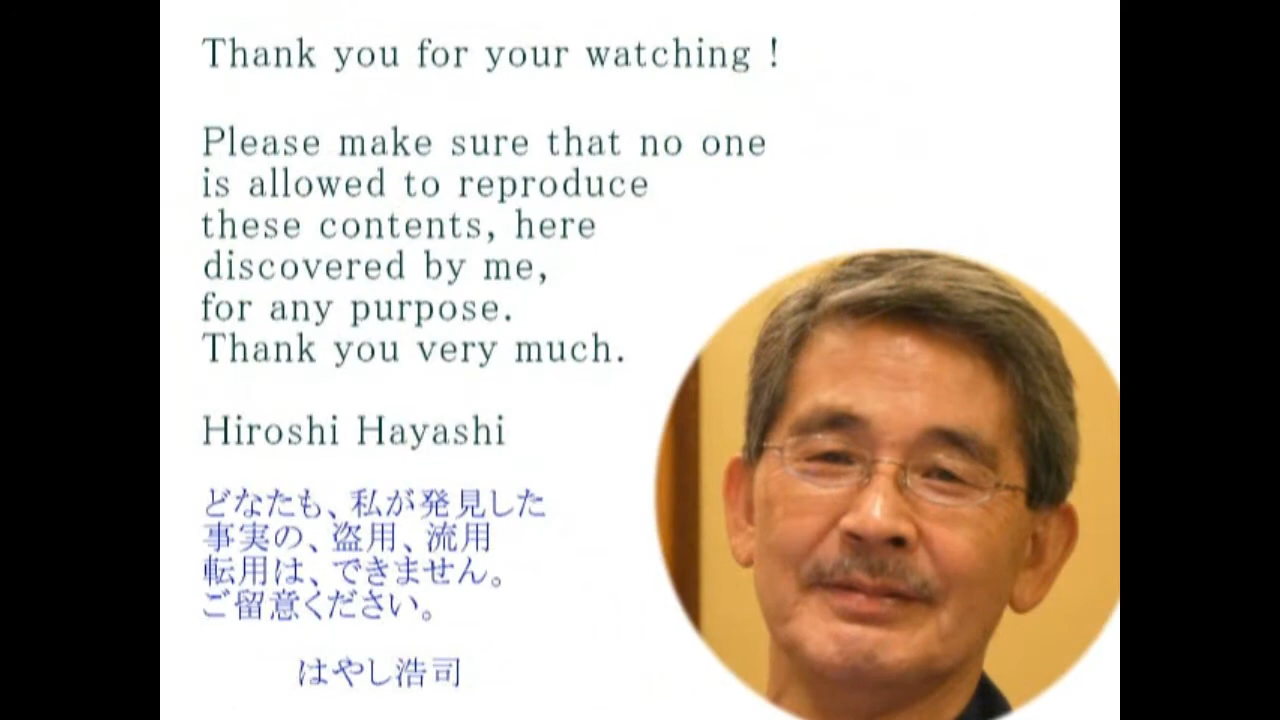 Thank you for your watching !
Please make sure that no one
is allowed to reproduce
these contents, here
discovered by me,
for any purpose.
Thank you very much.
Hiroshi Hayashi
どなたも、私が発見した
事実の、盗用、流用
転用は、できません。
ご留意ください。
はやし浩司